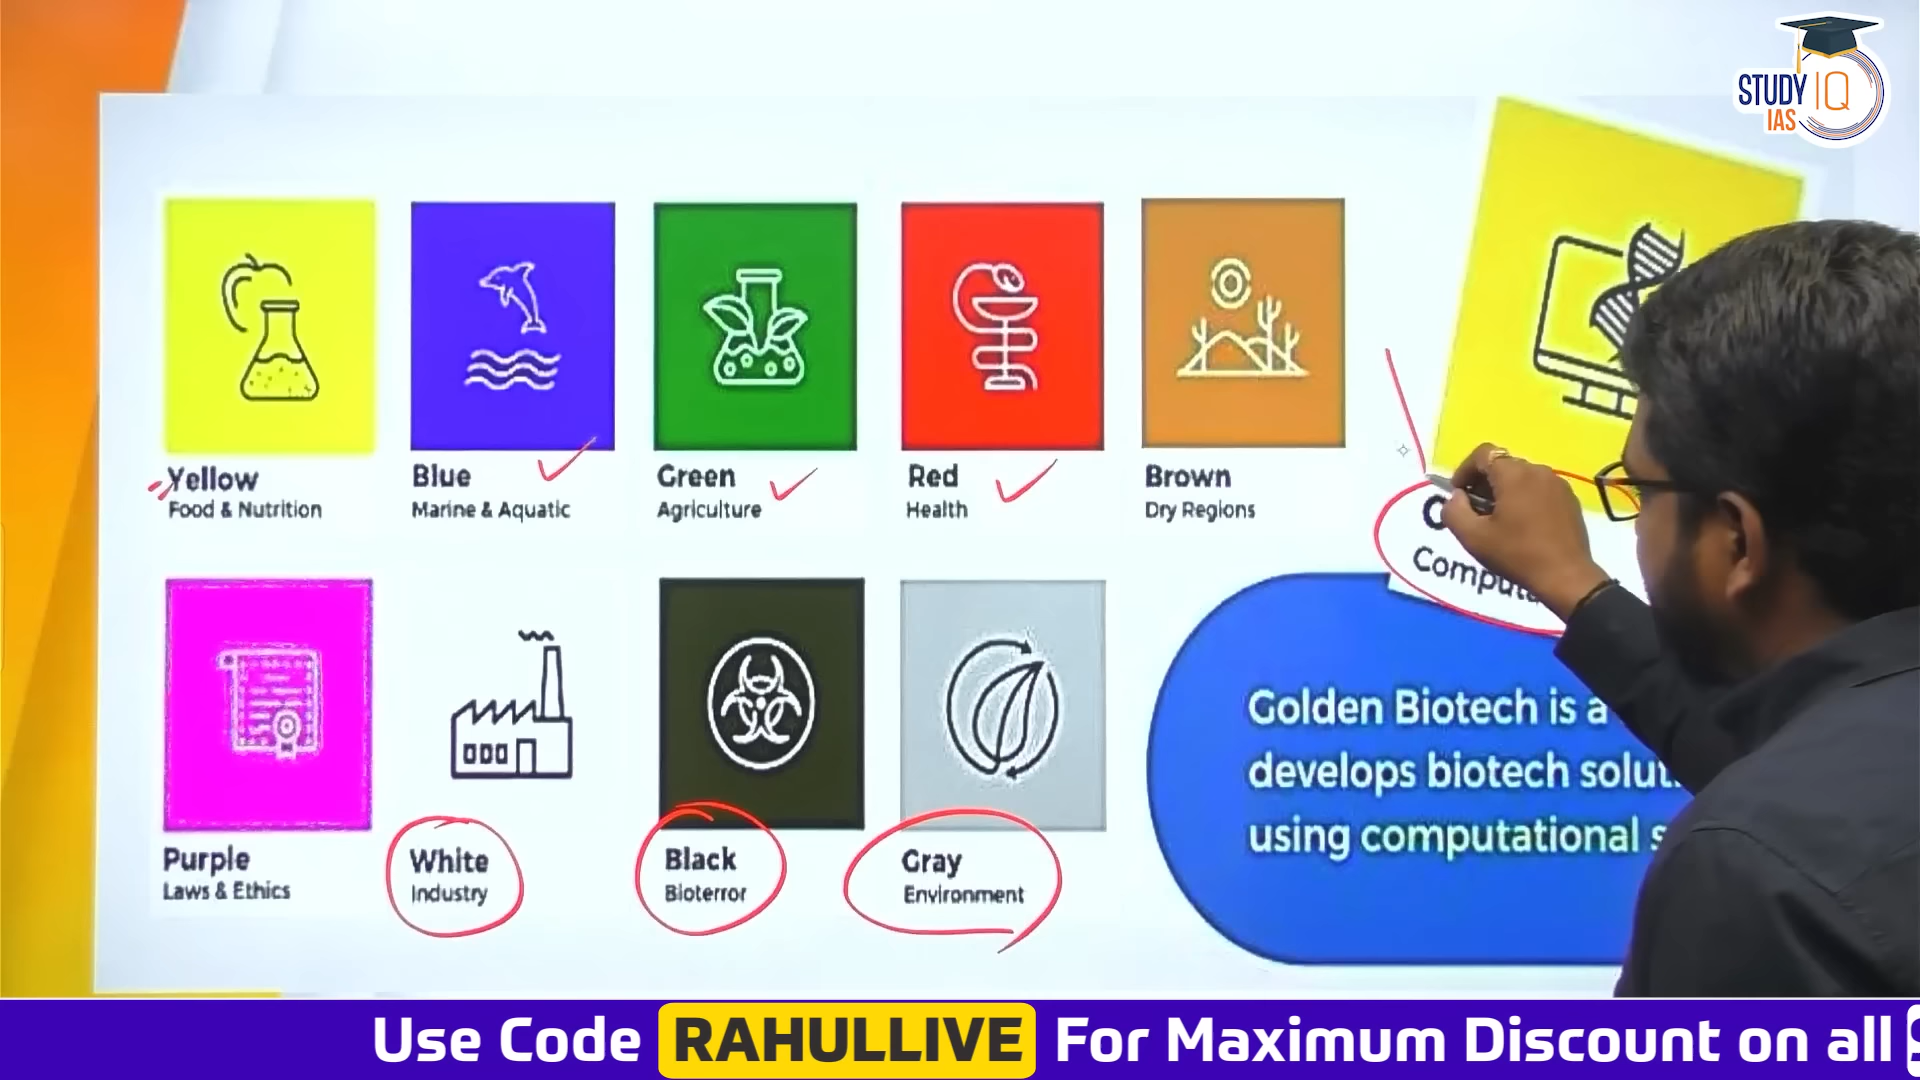 STUDY IQ
IAS
Yellow
Food & Nutrition
Blue
Marine & Aquatic
Green
Agriculture
Red
Health
Brown
Dry Regions
Purple
Laws & Ethics
White
Industry
Black
Bioterror
Gray
Environment
Golden Biotech is a
develops biotech
using computational
Use Code RAHULLIVE For Maximum Discount on all